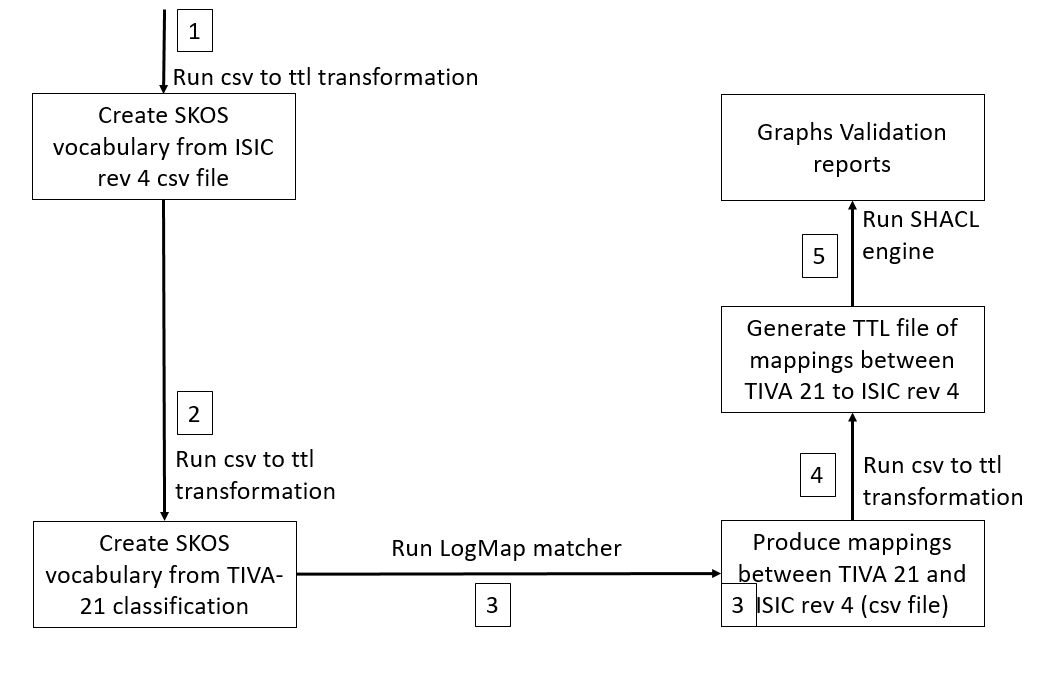 1
Run csv to ttl transformation
Create SKOS
vocabulary from ISIC
rev 4 csv file
2
Run csv to ttl
transformation
Create SKOS
vocabulary from TIVA-
21 classification
Run LogMap matcher
3
Produce mappings
between TIVA 21 and
3
ISIC rev 4 (csv file)
4
Run csv to ttl
transformation
Generate TTL file of
mappings between
TIVA 21 to ISIC rev 4
5
Run SHACL
engine
Graphs Validation
reports